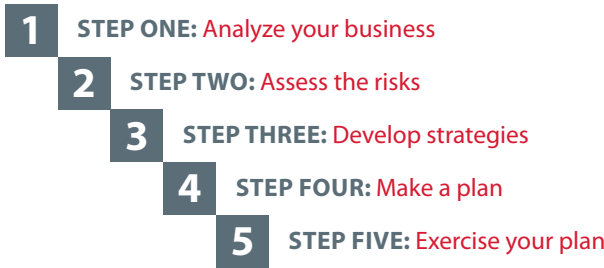 1 STEP ONE: Analyze your business
2 STEP TWO: Assess the risks
3 STEP THREE: Develop strategies
4 STEP FOUR: Make a plan
5 STEP FIVE: Exercise your plan